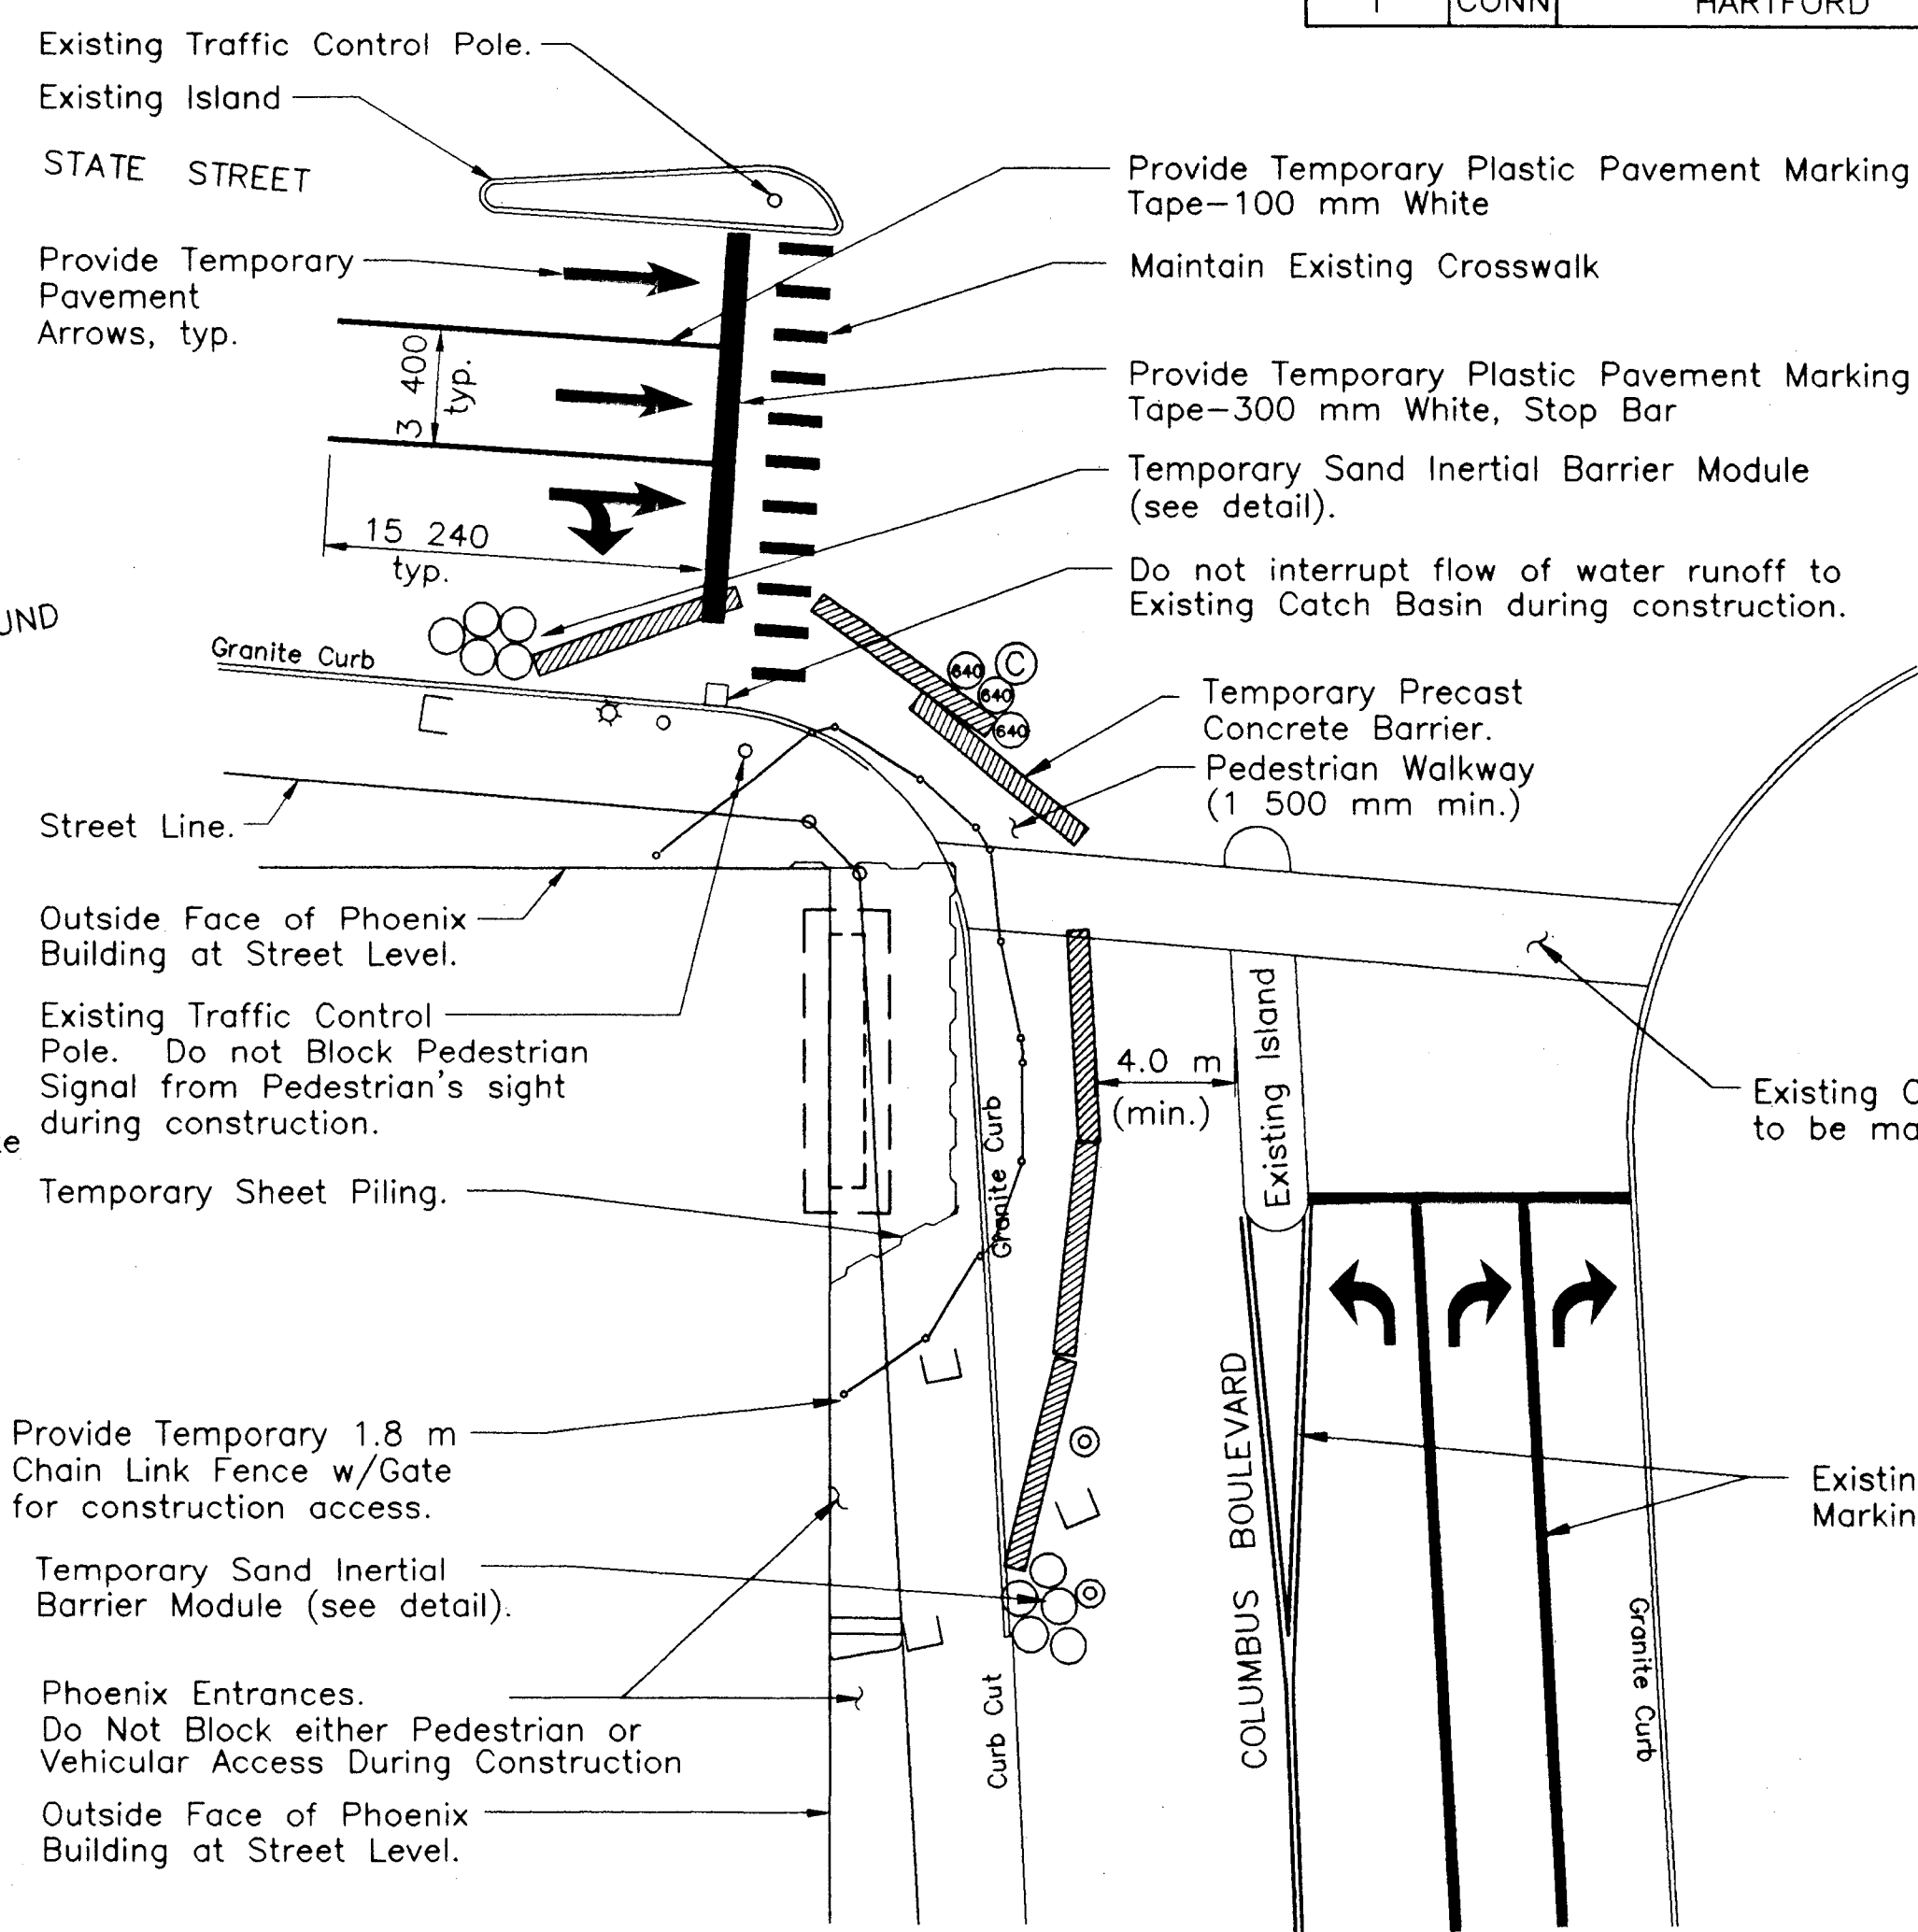 1 CONN HARTFORD
Existing Traffic Control Pole.
Existing Island
STATE STREET
Provide Temporary
Pavement
Arrows, typ.
3 400
typ.
15 240
typ.
Provide Temporary Plastic Pavement Marking
Tape-100 mm White
Maintain Existing Crosswalk
Provide Temporary Plastic Pavement Marking
Tape-300 mm White, Stop Bar
Temporary Sand Inertial Barrier Module
(see detail).
Do not interrupt flow of water runoff to
Existing Catch Basin during construction.
Granite Curb
640
C
640
640
Temporary Precast
Concrete Barrier.
Pedestrian Walkway
(1 500 mm min.)
Street Line.
Outside Face of Phoenix
Building at Street Level.
Existing Traffic Control
Pole. Do not Block Pedestrian
Signal from Pedestrian's sight
during construction.
Temporary Sheet Piling.
Granite Curb
4.0 m
(min.)
Existing Island
Existing
to be
Provide Temporary 1.8 m
Chain Link Fence w/Gate
for construction access.
Temporary Sand Inertial
Barrier Module (see detail).
Phoenix Entrances.
Do Not Block either Pedestrian or
Vehicular Access During Construction
Outside Face of Phoenix
Building at Street Level.
Curb Cut
COLUMBUS BOULEVARD
Granite Curb